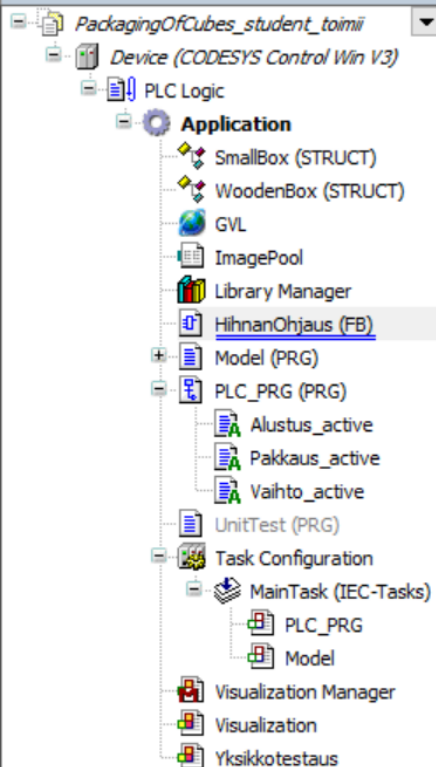 PackagingOfCubes_student_toimii
Device (CODESYS Control Win V3)
PLC Logic
Application
SmallBox (STRUCT)
WoodenBox (STRUCT)
GVL
ImagePool
Library Manager
HihnanOhjaus (FB)
Model (PRG)
PLC_PRG (PRG)
Alustus_active
Pakkaus_active
Vaihto_active
UnitTest (PRG)
Task Configuration
MainTask (IEC-Tasks)
PLC_PRG
Model
Visualization Manager
Visualization
Yksikkotestaus